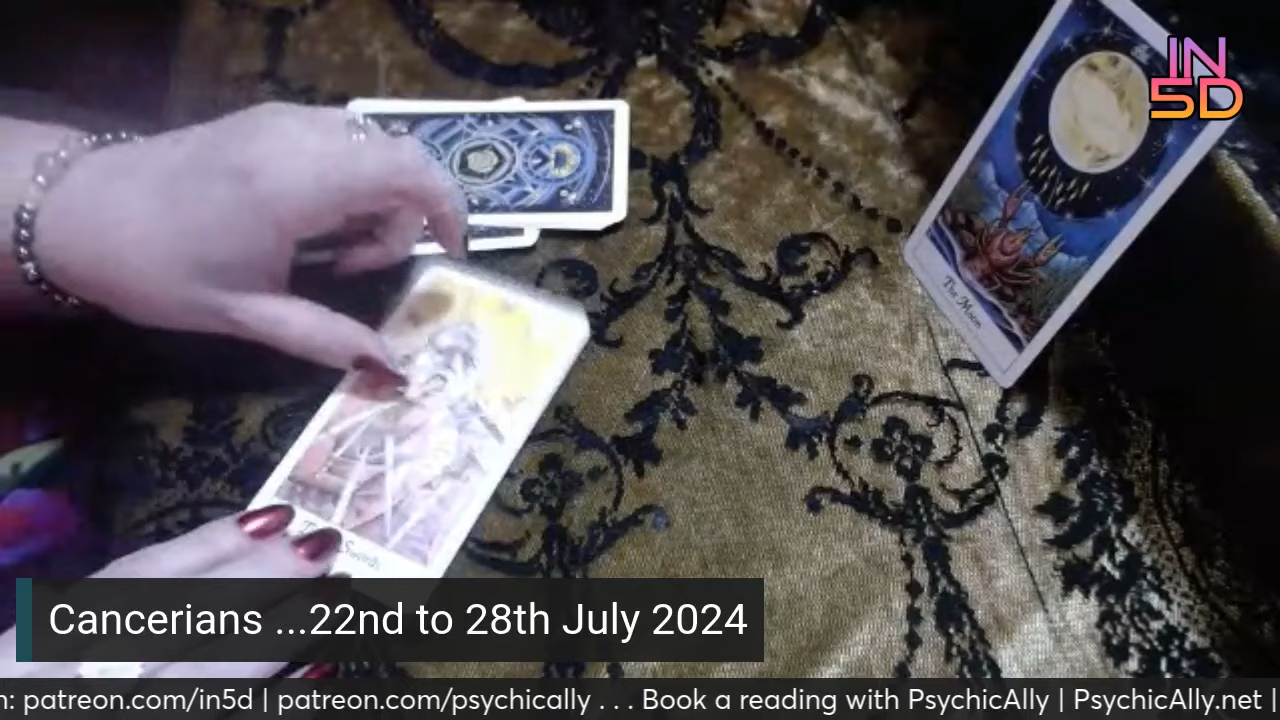 IN
5D
The Moon
Swords
Cancerians ...22nd to 28th July 2024
n: patreon.com/in5d | patreon.com/psychically . . . Book a reading with PsychicAlly | PsychicAlly.net |